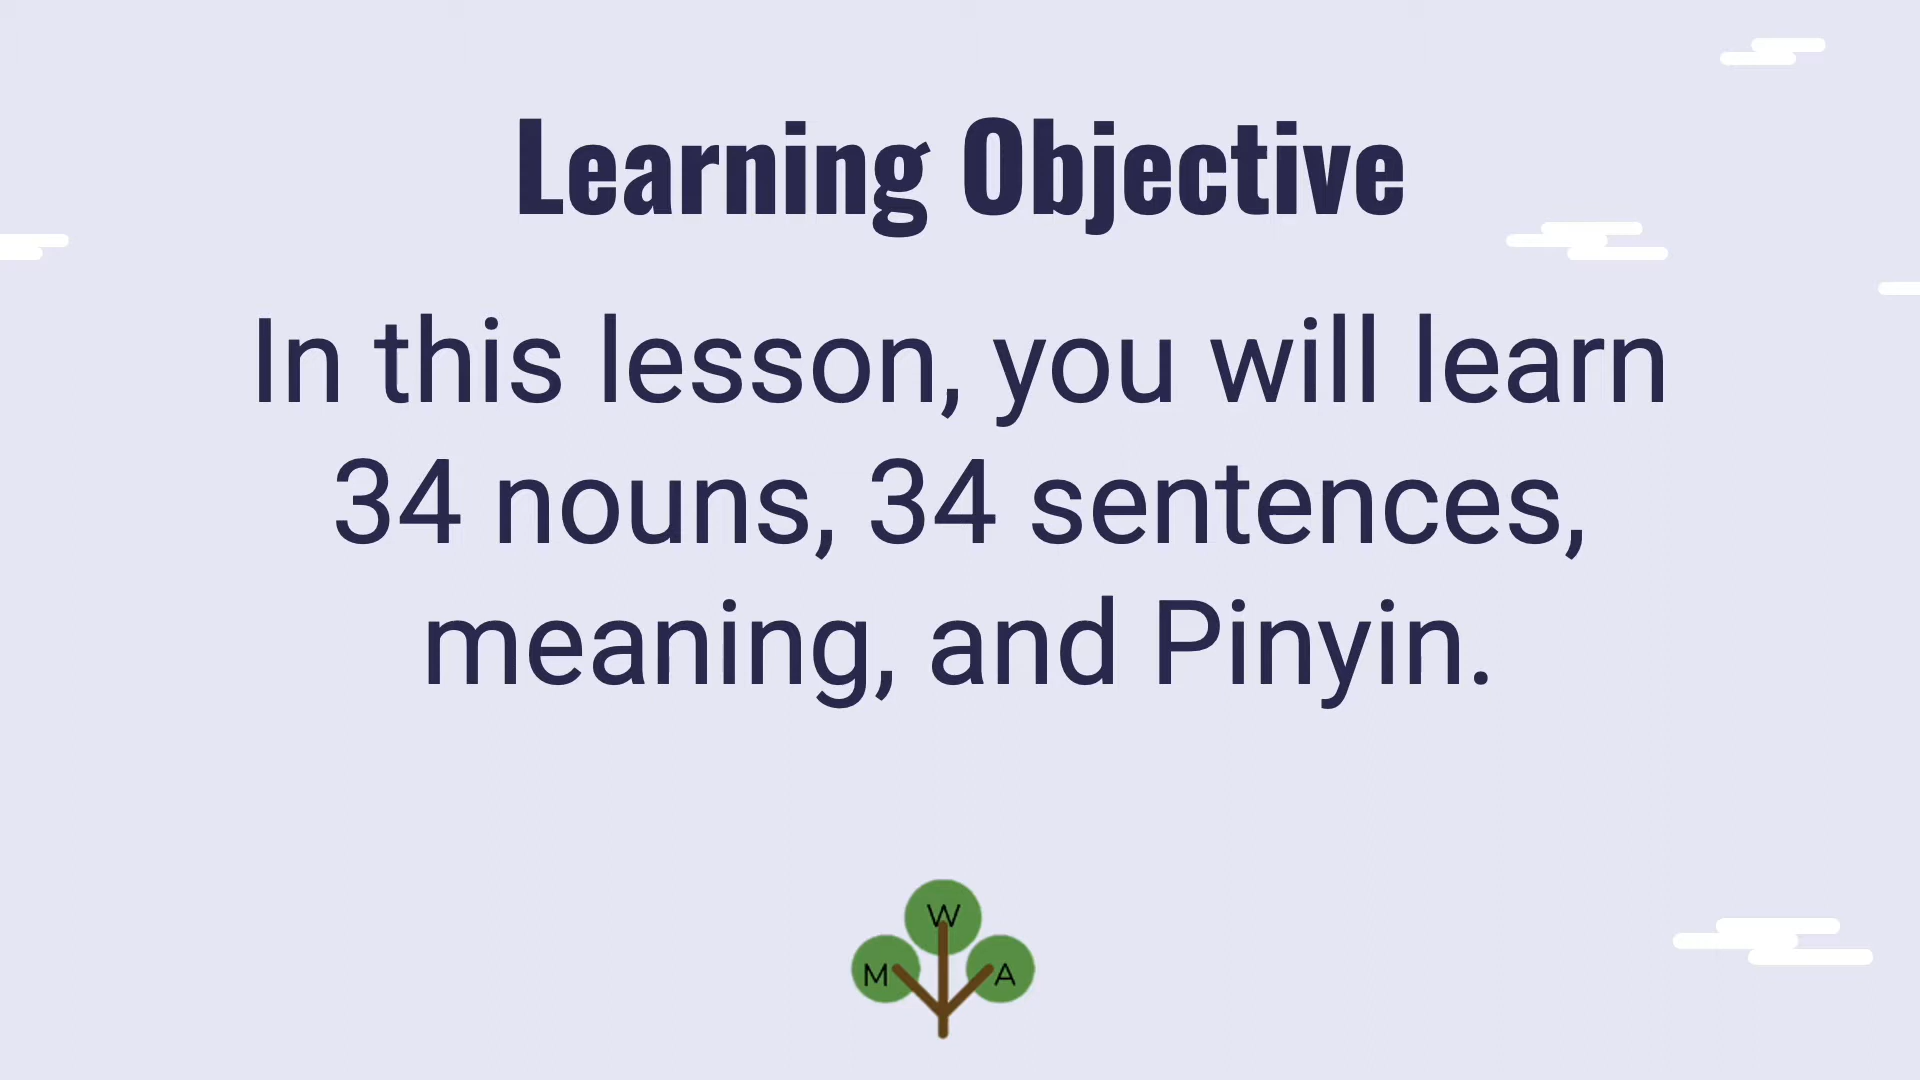 Learning Objective
In this lesson, you will learn
34 nouns, 34 sentences,
meaning, and Pinyin.
W
M A